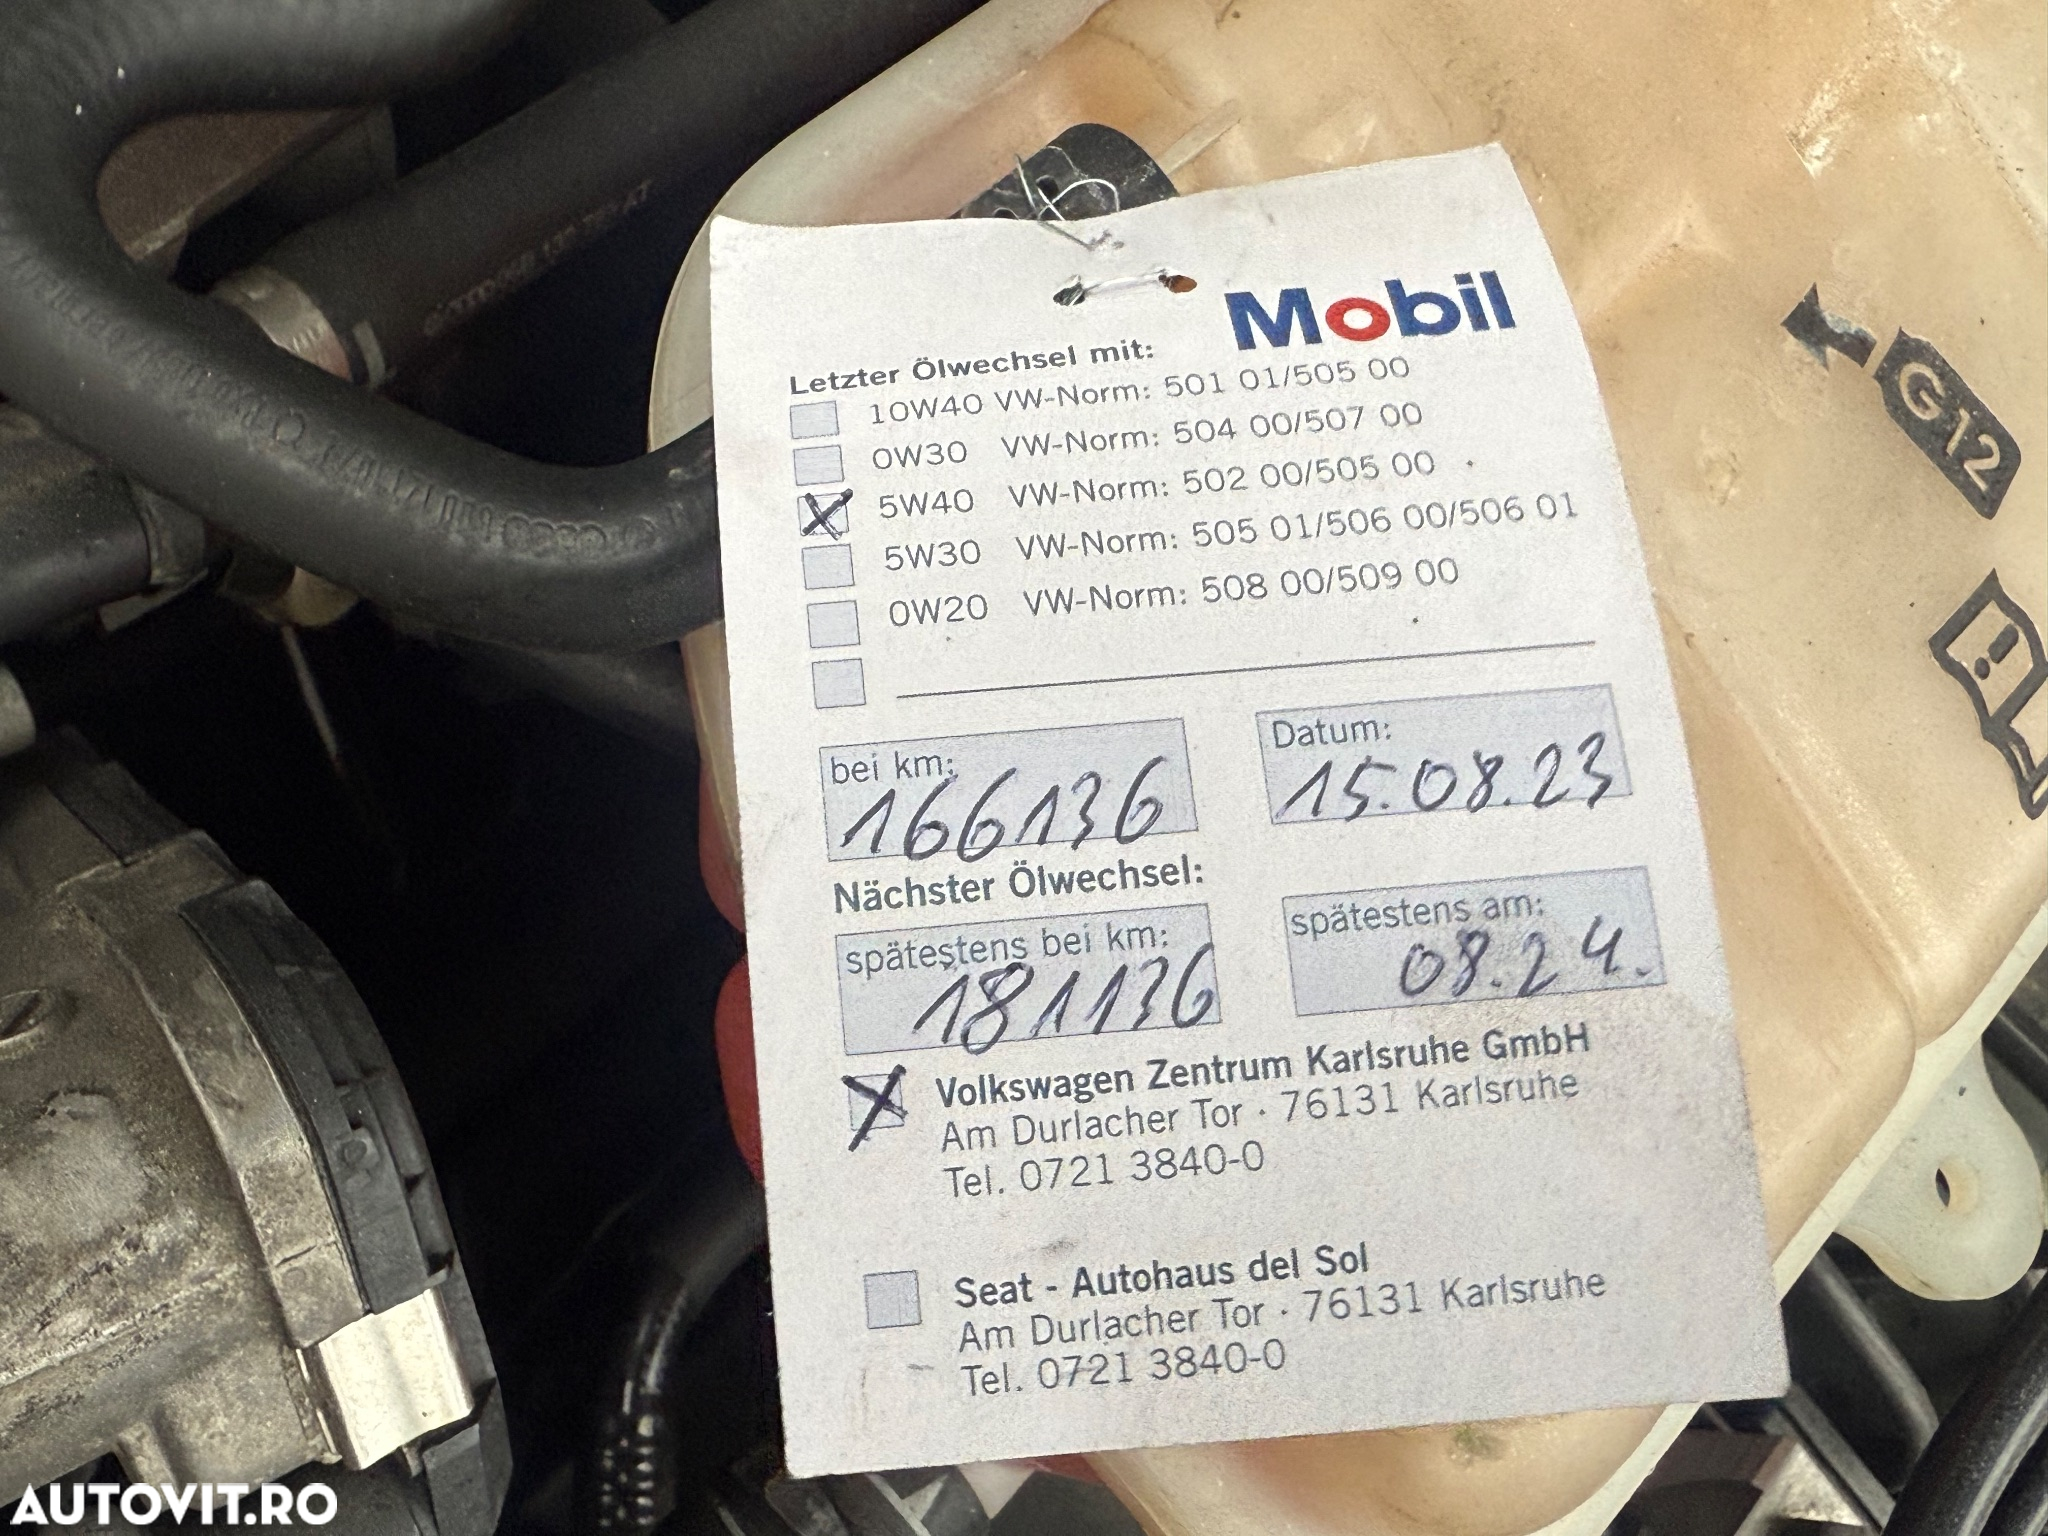 Mobil
Letzter Ölwechsel mit:
10W40 VW-Norm: 501 01/505 00
0W30 VW-Norm: 504 00/507 00
5W40 VW-Norm: 502 00/505 00
5W30 VW-Norm: 505 01/506 00/506 01
0W20 VW-Norm: 508 00/509 00
bei km: Datum:
166136 15.08.23
Nächster Ölwechsel:
spätestens bei km: spätestens am:
181136 08.24.
Volkswagen Zentrum Karlsruhe GmbH
Am Durlacher Tor · 76131 Karlsruhe
Tel. 0721 3840-0
Seat - Autohaus del Sol
Am Durlacher Tor · 76131 Karlsruhe
Tel. 0721 3840-0
G12
AUTOVIT.RO